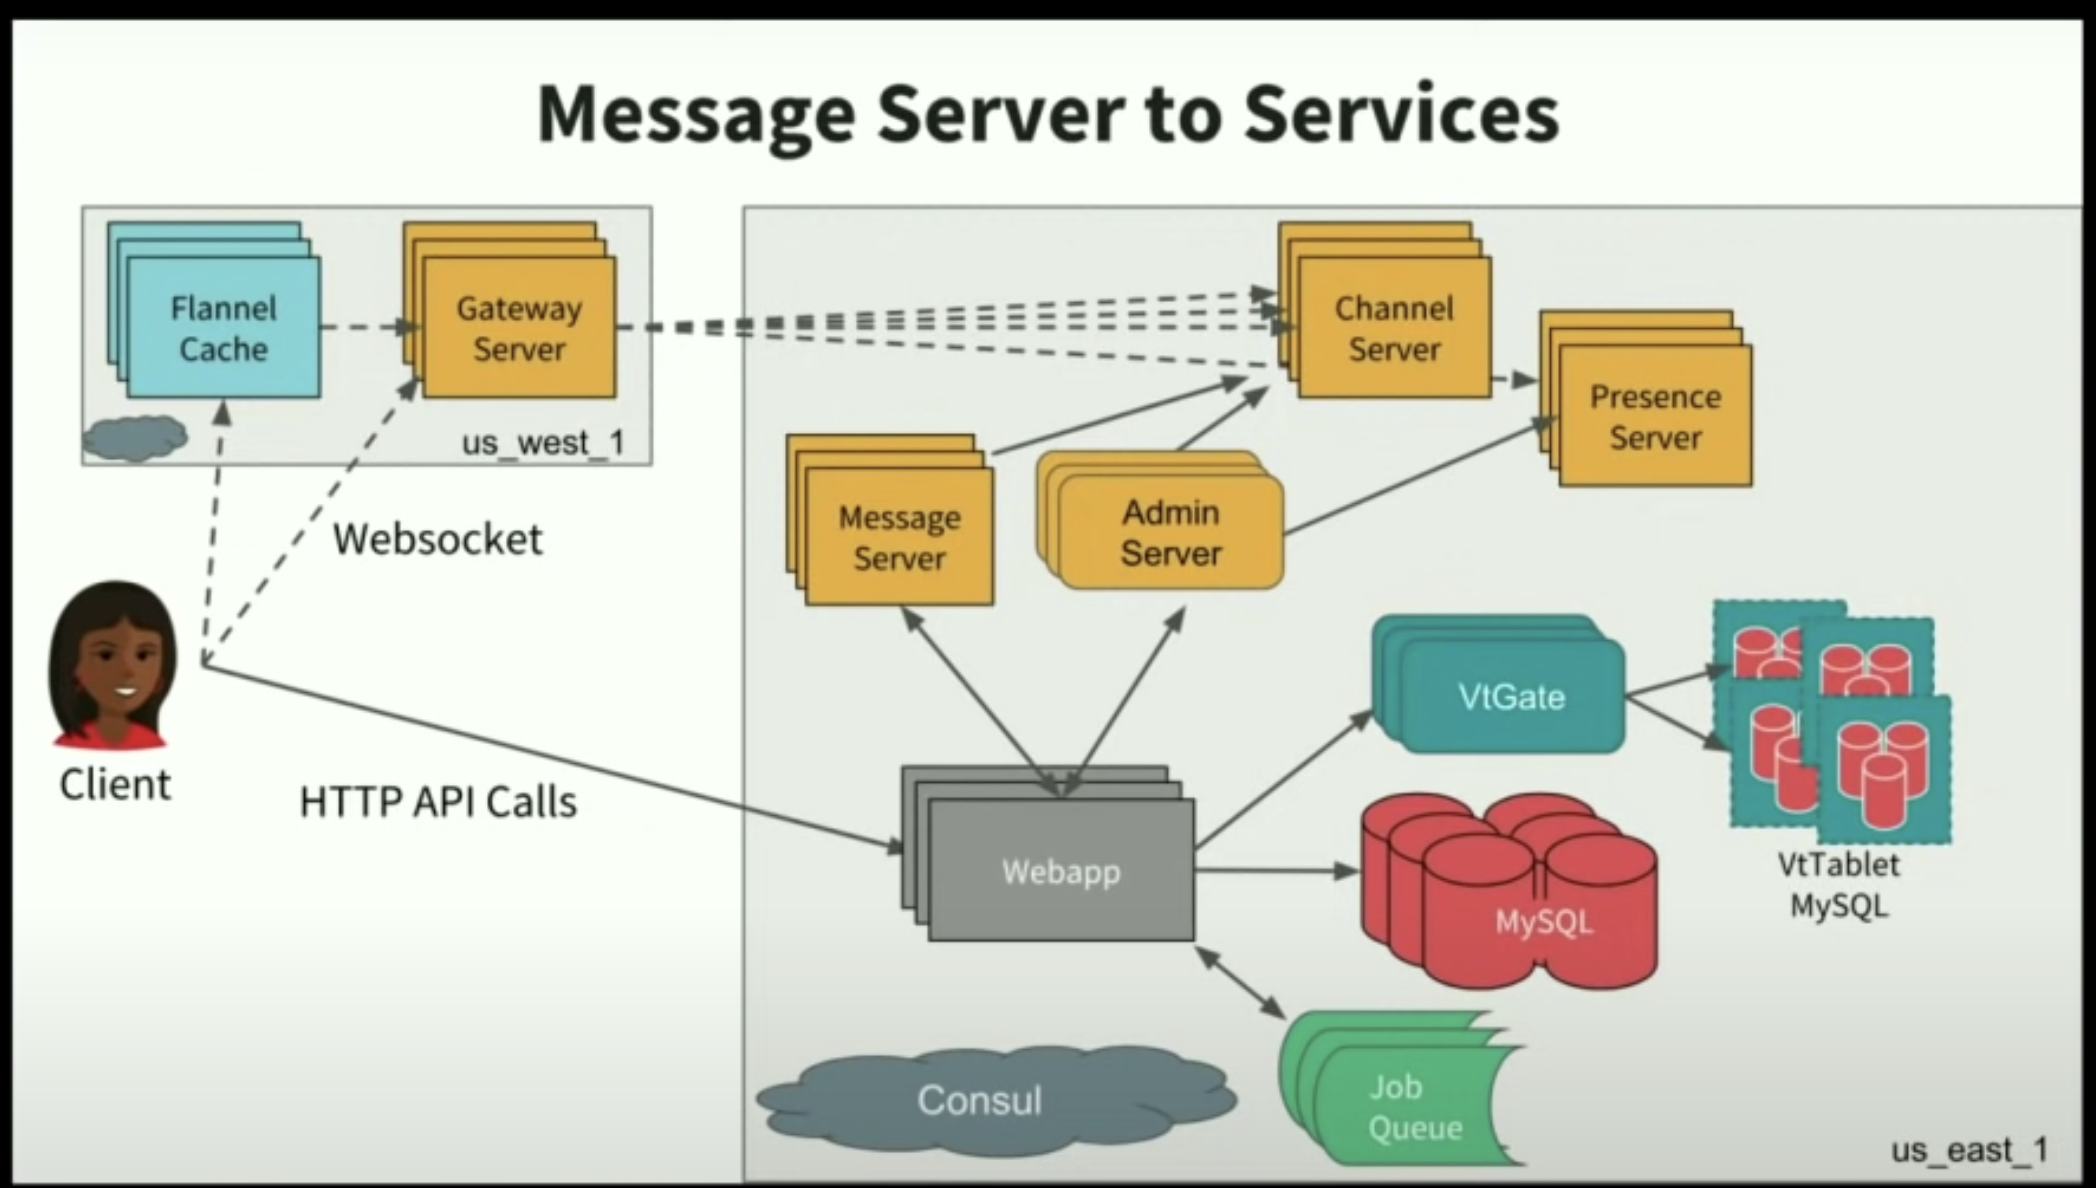 Message Server to Services
Flannel
Cache
Gateway
Server
us_west_1
Channel
Server
Presence
Server
Message
Server
Admin
Server
Websocket
Client
HTTP API Calls
VtGate
VtTablet
MySQL
Webapp
MySQL
Consul
Job
Queue
us_east_1